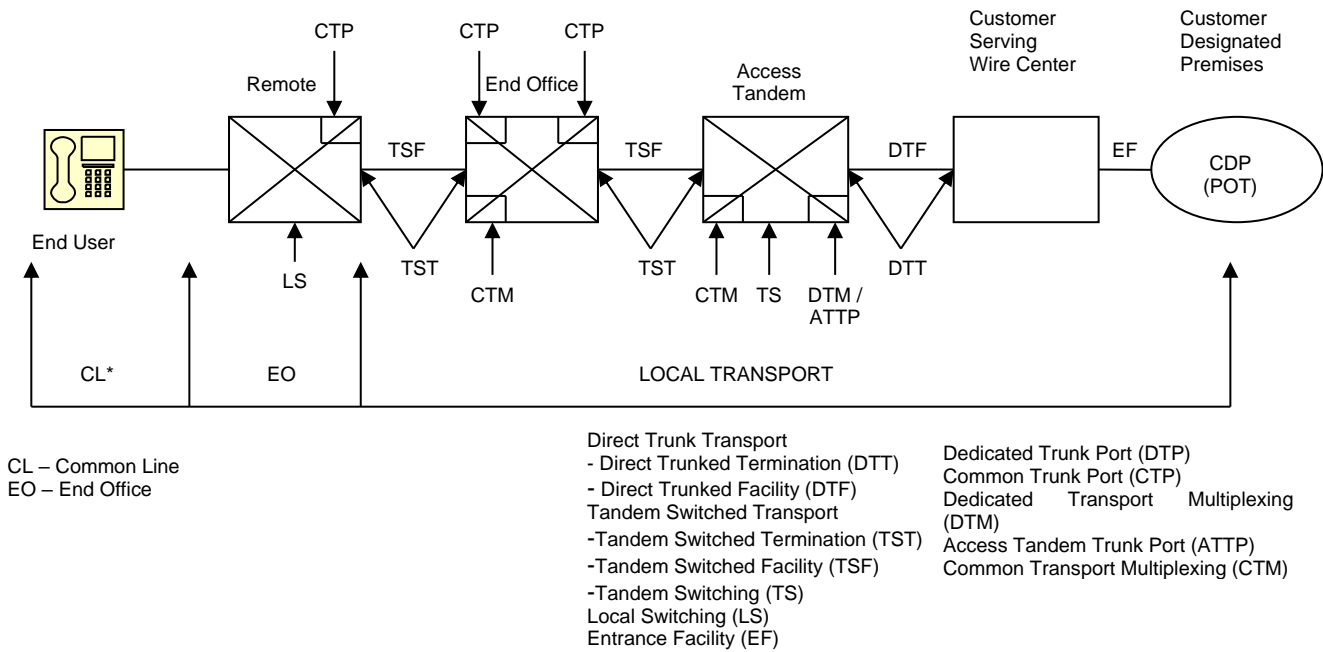 CTP
CTP
CTP
Customer
Serving
Wire Center
Customer
Designated
Premises
Remote
End Office
Access
Tandem
TSF
TSF
DTF
EF
CDP
(POT)
End User
LS
TST
CTM
TST
CTM
TS
DTM /
ATTP
DTT
CL*
EO
LOCAL TRANSPORT
CL – Common Line
EO – End Office
Direct Trunk Transport
- Direct Trunked Termination (DTT)
- Direct Trunked Facility (DTF)
Tandem Switched Transport
-Tandem Switched Termination (TST)
-Tandem Switched Facility (TSF)
-Tandem Switching (TS)
Local Switching (LS)
Entrance Facility (EF)
Dedicated Trunk Port (DTP)
Common Trunk Port (CTP)
Dedicated Transport Multiplexing
(DTM)
Access Tandem Trunk Port (ATTP)
Common Transport Multiplexing (CTM)